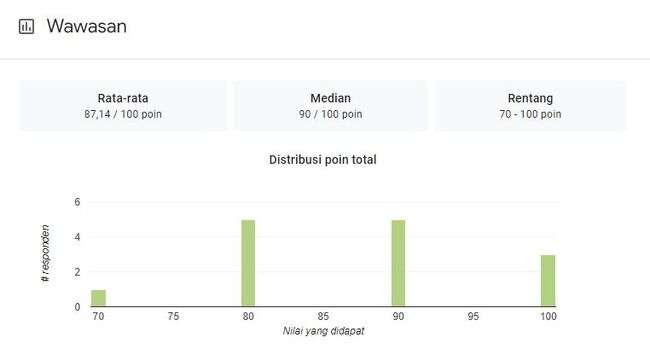 Wawasan
Rata-rata
87,14 / 100 poin
Median
90 / 100 poin
Rentang
70 - 100 poin
Distribusi poin total
# responden
6
4
2
0
70 75 80 85 90 95 100
Nilai yang didapat